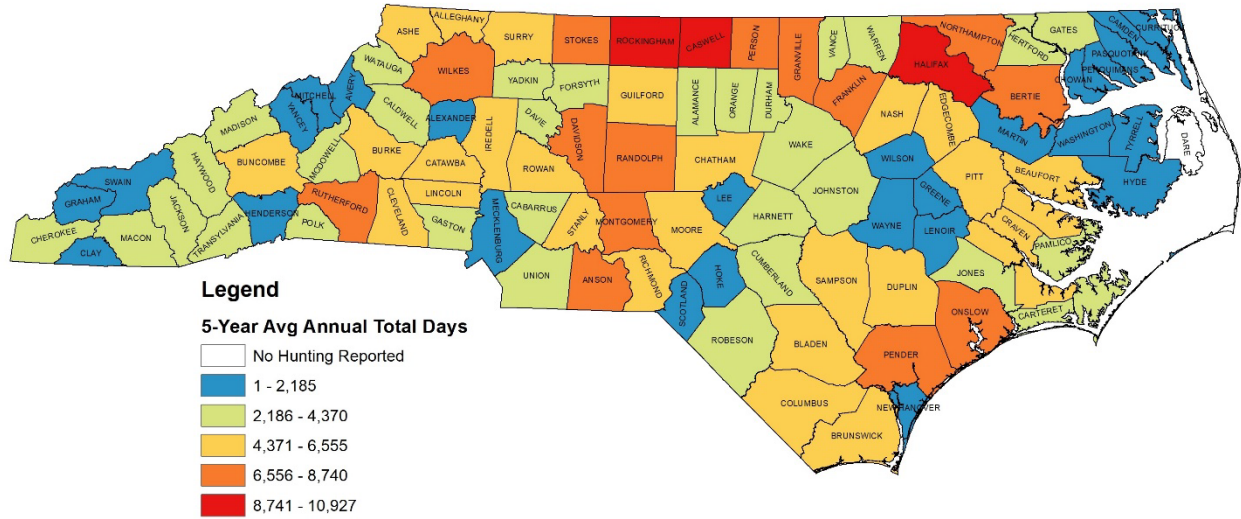 ALLEGHANY
ASHE
SURRY
STOKES
ROCKINGHAM
CASWELL
PERSON
GRANVILLE
VANCE
WARREN
NORTHAMPTON
HERTFORD
GATES
CAMDEN
CURRITUCK
PASQUOTANK
PERQUIMANS
CHOWAN
HALIFAX
BERTIE
WATAUGA
WILKES
YADKIN
FORSYTH
GUILFORD
ALAMANCE
ORANGE
DURHAM
FRANKLIN
NASH
EDGECOMBE
MARTIN
WASHINGTON
TYRRELL
DARE
MITCHELL
AVERY
YANCEY
CALDWELL
ALEXANDER
IREDELL
DAVIE
DAVIDSON
RANDOLPH
CHATHAM
WAKE
WILSON
PITT
BEAUFORT
HYDE
MADISON
HAYWOOD
BUNCOMBE
MCDOWELL
BURKE
CATAWBA
ROWAN
JOHNSTON
GREENE
SWAIN
GRAHAM
JACKSON
HENDERSON
RUTHERFORD
CLEVELAND
LINCOLN
GASTON
MECKLENBURG
CABARRUS
STANLY
MONTGOMERY
MOORE
LEE
HARNETT
WAYNE
LENOIR
CRAVEN
PAMLICO
CHEROKEE
CLAY
MACON
TRANSYLVANIA
POLK
UNION
ANSON
RICHMOND
SCOTLAND
HOKE
CUMBERLAND
SAMPSON
DUPLIN
JONES
CARTERET
ONSLOW
ROBESON
BLADEN
PENDER
COLUMBUS
NEW HANOVER
BRUNSWICK
Legend
5-Year Avg Annual Total Days
No Hunting Reported
1 - 2,185
2,186 - 4,370
4,371 - 6,555
6,556 - 8,740
8,741 - 10,927